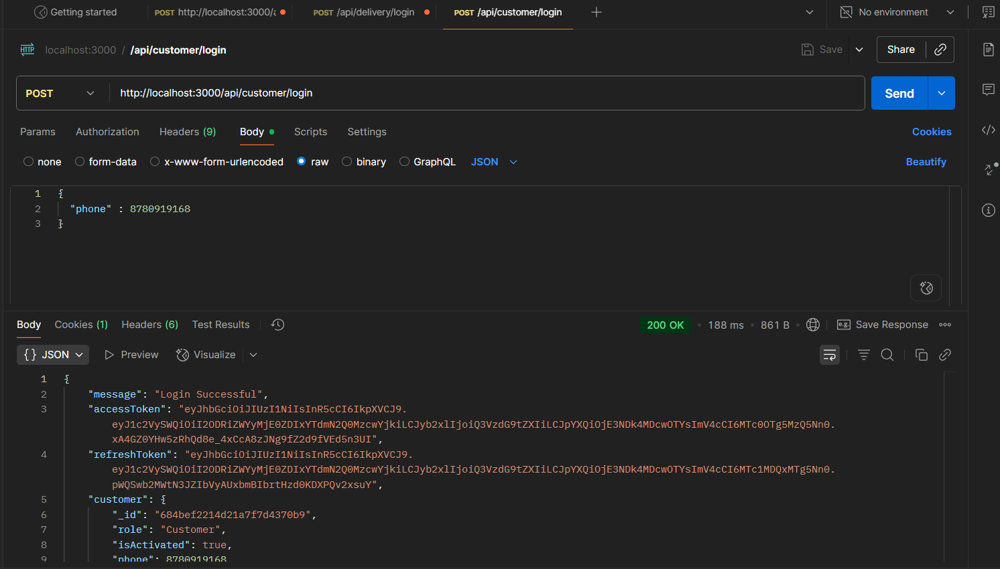 Getting started
POST http://localhost:3000/a
POST /api/delivery/login
POST /api/customer/login
No environment
HTTP localhost:3000 / /api/customer/login
Save
Share
POST
http://localhost:3000/api/customer/login
Send
Params Authorization Headers (9) Body Scripts Settings Cookies
none form-data x-www-form-urlencoded raw binary GraphQL JSON Beautify
1 {
2 "phone" : 8780919168
3 }
Body Cookies (1) Headers (6) Test Results 200 OK 188 ms 861 B e.g. Save Response
{} JSON Preview Visualize
1 {
2 "message": "Login Successful",
3 "accessToken": "eyJhbGciOiJIUzI1NiIsInR5cCI6IkpXVCJ9.
eyJ1c2VySWQiOiI2ODRiZWYyMjE0ZDIxYTdmN2Q0MzcwYjkiLCJyb2xlIjoiQ3VzdG9tZXIiLCJpYXQiOjE3NDk4MDcwOTYsImV4cCI6MTc0OTg5MzQ5Nn0.
xA4GZ0YHw5zRhQd8e_4xCcA8zJNg9fZ2d9fVEd5n3UI",
4 "refreshToken": "eyJhbGciOiJIUzI1NiIsInR5cCI6IkpXVCJ9.
eyJ1c2VySWQiOiI2ODRiZWYyMjE0ZDIxYTdmN2Q0MzcwYjkiLCJyb2xlIjoiQ3VzdG9tZXIiLCJpYXQiOjE3NDk4MDcwOTYsImV4cCI6MTc1MDQxMTg5Nn0.
pWQSwb2MWtN3JZIbVyAUxbmBIbrtHzd0KDXPQv2xsuY",
5 "customer": {
6 "_id": "684bef2214d21a7f7d4370b9",
7 "role": "Customer",
8 "isActivated": true,
9 "phone": 8780919168